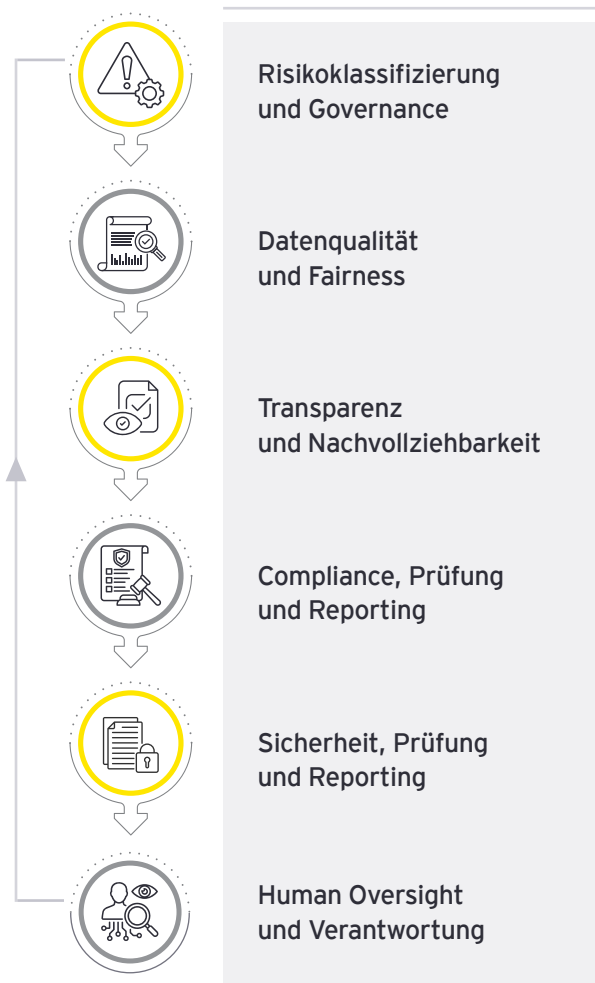 Risikoklassifizierung
und Governance
Datenqualität
und Fairness
Transparenz
und Nachvollziehbarkeit
Compliance, Prüfung
und Reporting
Sicherheit, Prüfung
und Reporting
Human Oversight
und Verantwortung